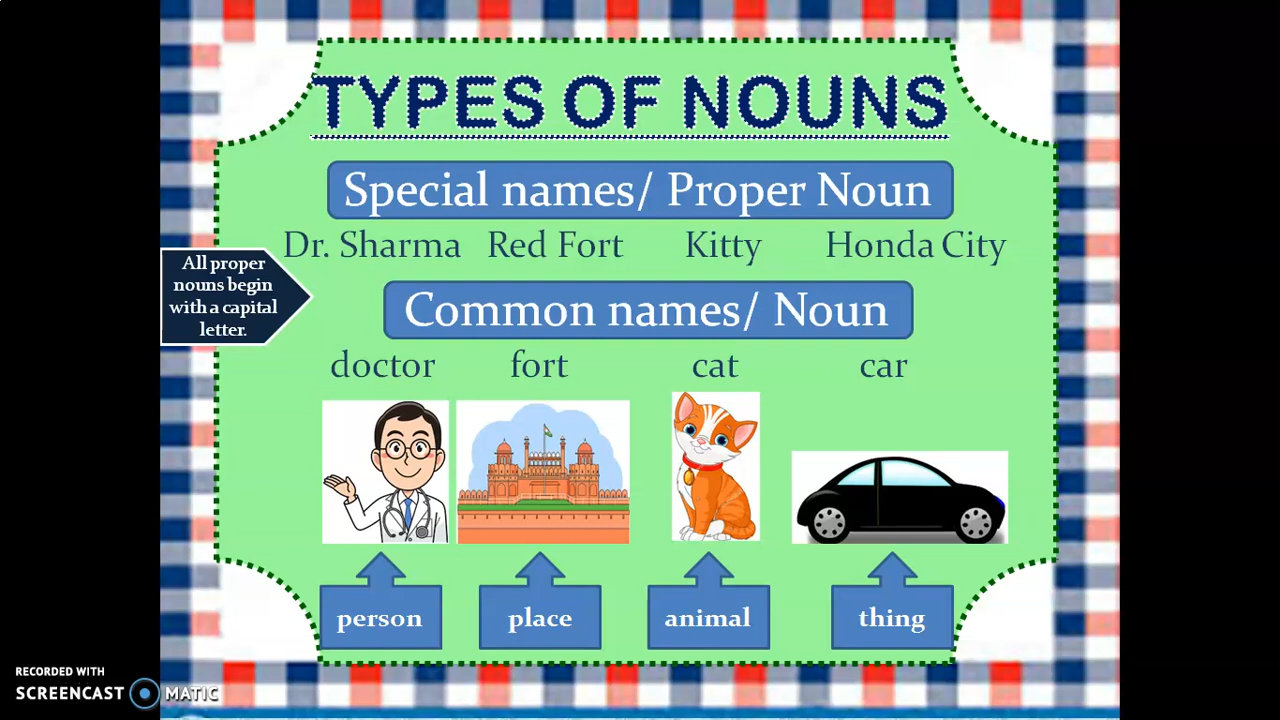 TYPES OF NOUNS
Special names/ Proper Noun
Dr. Sharma Red Fort Kitty Honda City
All proper
nouns begin
with a capital
letter.
Common names/ Noun
doctor fort cat car
person place animal thing
RECORDED WITH
SCREENCAST MATIC